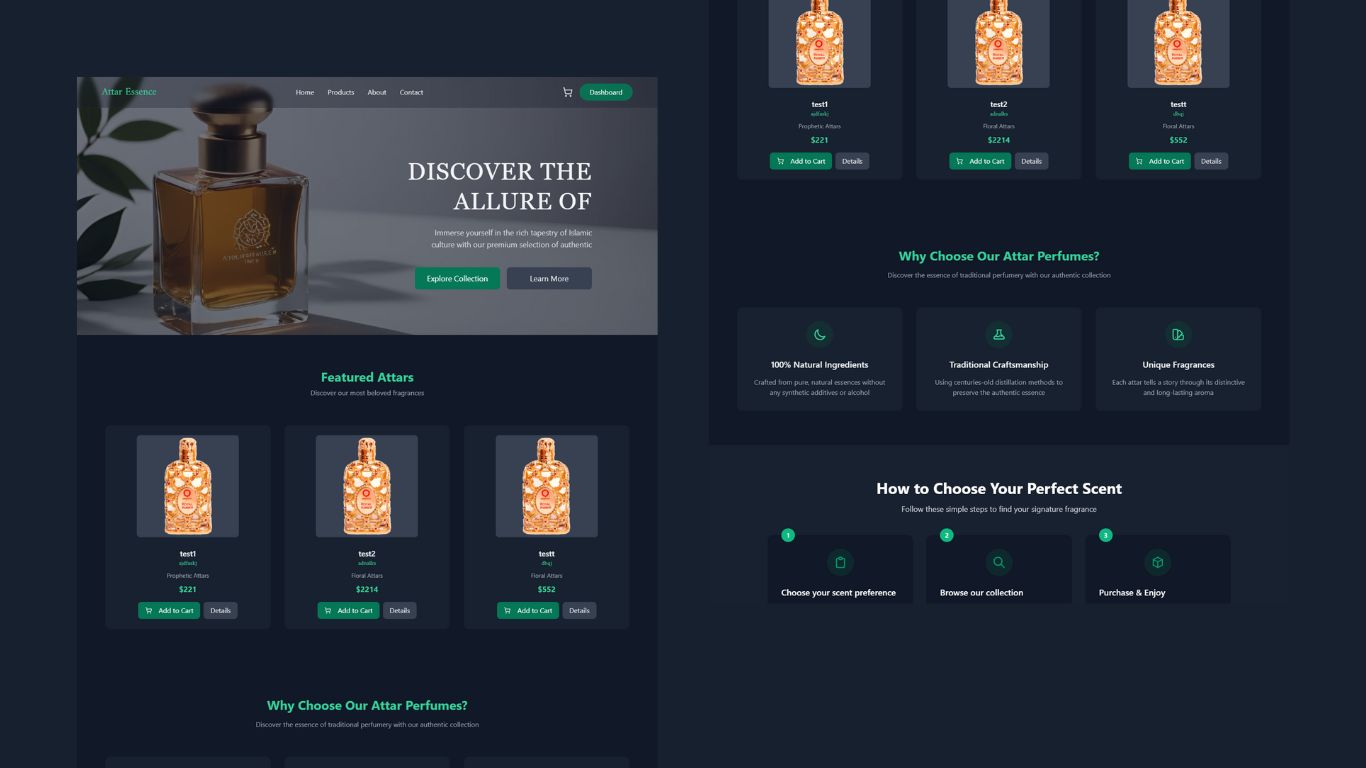 Attar Essence
Home
Products
About
Contact
Dashboard
DISCOVER THE
ALLURE OF
Immerse yourself in the rich tapestry of Islamic
culture with our premium selection of authentic
Explore Collection
Learn More
Featured Attars
Discover our most beloved fragrances
test1
Prophetic Attars
$221
Add to Cart
Details
test2
Floral Attars
$2214
Add to Cart
Details
testt
Floral Attars
$552
Add to Cart
Details
Why Choose Our Attar Perfumes?
Discover the essence of traditional perfumery with our authentic collection
test1
Prophetic Attars
$221
Add to Cart
Details
test2
Floral Attars
$2214
Add to Cart
Details
testt
Floral Attars
$552
Add to Cart
Details
Why Choose Our Attar Perfumes?
Discover the essence of traditional perfumery with our authentic collection
100% Natural Ingredients
Crafted from pure, natural essences without
any synthetic additives or alcohol
Traditional Craftsmanship
Using centuries-old distillation methods to
preserve the authentic essence
Unique Fragrances
Each attar tells a story through its distinctive
and long-lasting aroma
How to Choose Your Perfect Scent
Follow these simple steps to find your signature fragrance
1
Choose your scent preference
2
Browse our collection
3
Purchase & Enjoy